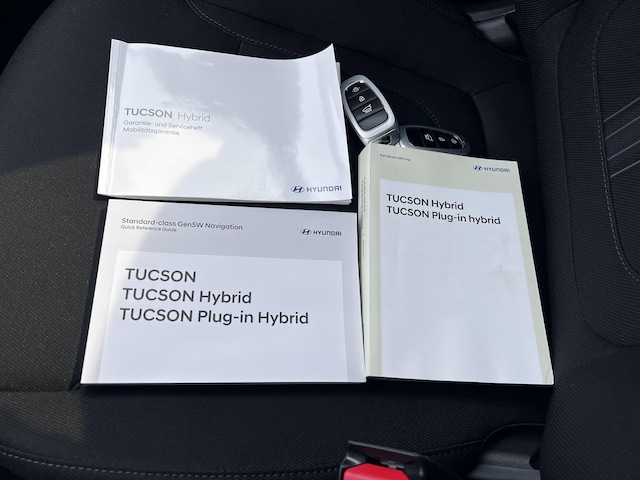 TUCSON Hybrid
Garantie- und Serviceheft
Mobilitätsgarantie
HYUNDAI
Standard-class Gen5W Navigation
Quick Reference Guide
HYUNDAI
TUCSON
TUCSON Hybrid
TUCSON Plug-in Hybrid
Betriebsanleitung
HYUNDAI
TUCSON Hybrid
TUCSON Plug-in hybrid